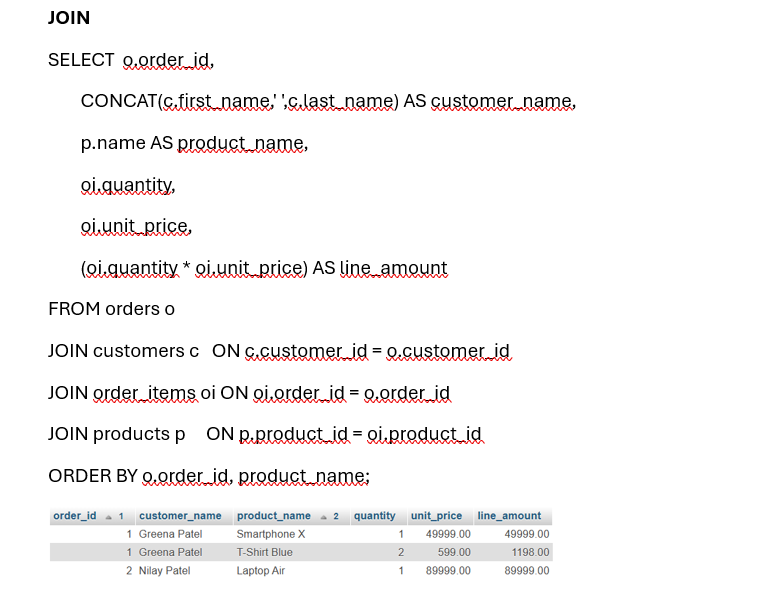 JOIN
SELECT  o.order_id,
CONCAT(c.first_name,' ',c.last_name) AS customer_name,
p.name AS product_name,
oi.quantity,
oi.unit_price,
(oi.quantity * oi.unit_price) AS line_amount
FROM orders o
JOIN customers c   ON c.customer_id = o.customer_id
JOIN order_items oi ON oi.order_id = o.order_id
JOIN products p    ON p.product_id = oi.product_id
ORDER BY o.order_id, product_name;
order_id 1 customer_name product_name 2 quantity unit_price line_amount
1 Greena Patel Smartphone X 1 49999.00 49999.00
1 Greena Patel T-Shirt Blue 2 599.00 1198.00
2 Nilay Patel Laptop Air 1 89999.00 89999.00